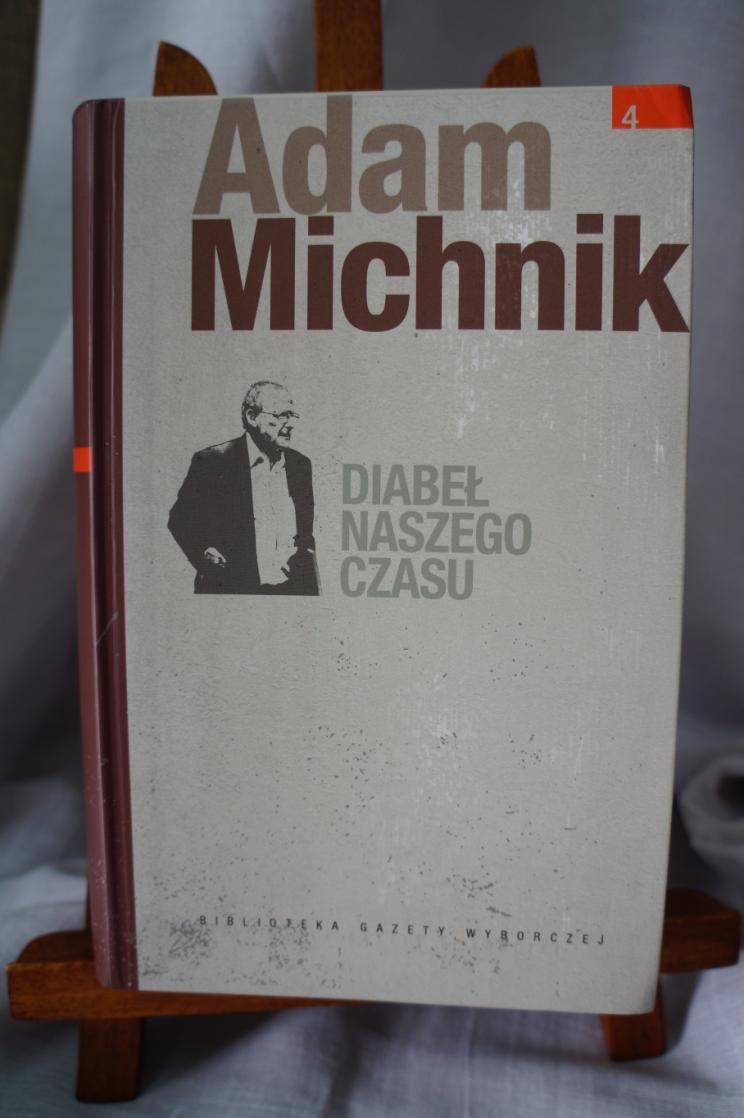 4
Adam
Michnik
DIABEŁ
NASZEGO
CZASU
BIBLIOTEKA GAZETY WYBORCZEJ